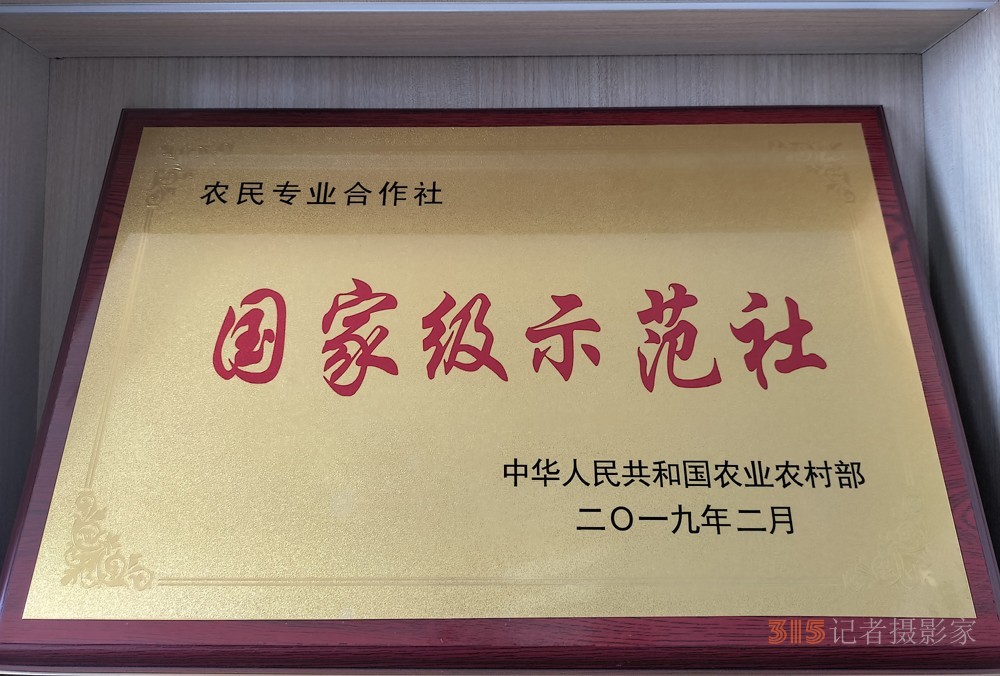 农民专业合作社
国家级示范社
中华人民共和国农业农村部
二〇一九年二月
315记者摄影家